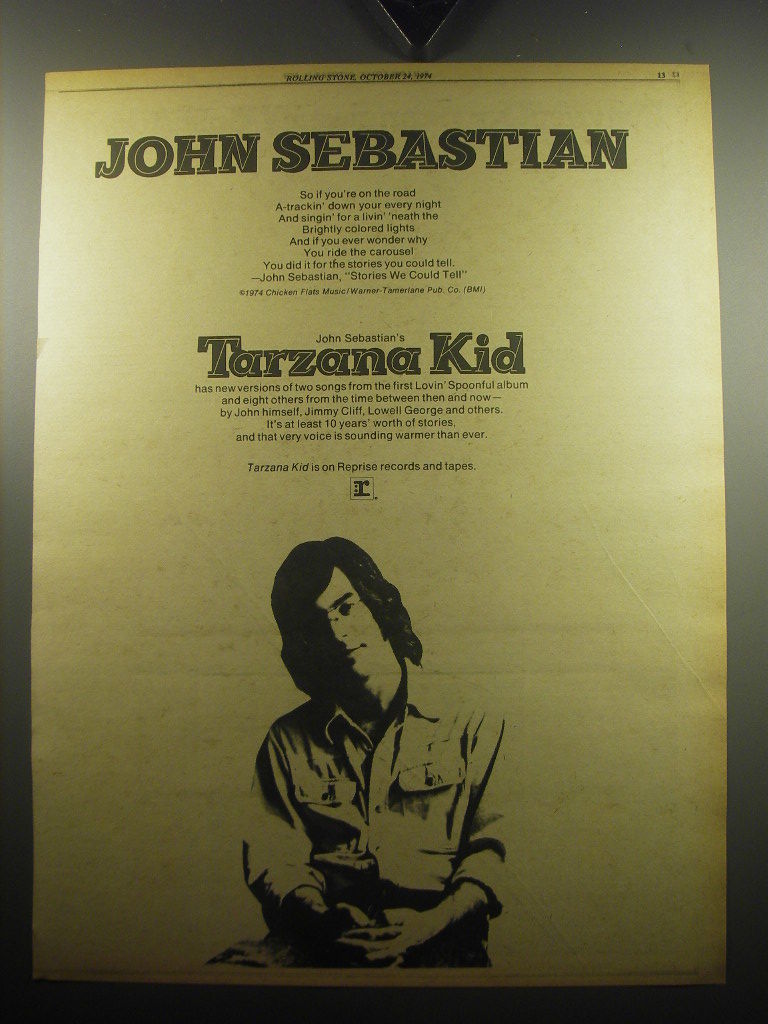 ROLLING STONE, OCTOBER 24, 1974 13
JOHN SEBASTIAN
So if you're on the road
A-trackin' down your every night
And singin' for a livin' 'neath the
Brightly colored lights
And if you ever wonder why
You ride the carousel
You did it for the stories you could tell.
—John Sebastian, "Stories We Could Tell"
©1974 Chicken Flats Music/Warner-Tamerlane Pub. Co. (BMI)
John Sebastian's
Tarzana Kid
has new versions of two songs from the first Lovin' Spoonful album
and eight others from the time between then and now—
by John himself, Jimmy Cliff, Lowell George and others.
It's at least 10 years' worth of stories,
and that very voice is sounding warmer than ever.
Tarzana Kid is on Reprise records and tapes.
r